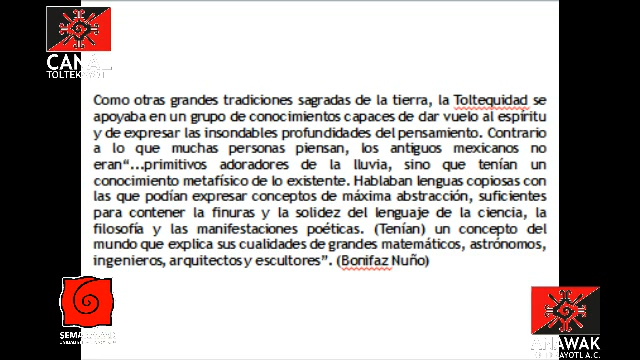 CANAL
TOLTEKAYOTL
Como otras grandes tradiciones sagradas de la tierra, la Toltequidad se
apoyaba en un grupo de conocimientos capaces de dar vuelo al espíritu
y de expresar las insondables profundidades del pensamiento. Contrario
a lo que muchas personas piensan, los antiguos mexicanos no
eran“...primitivos adoradores de la lluvia, sino que tenían un
conocimiento metafísico de lo existente. Hablaban lenguas copiosas con
las que podían expresar conceptos de máxima abstracción, suficientes
para contener la finuras y la solidez del lenguaje de la ciencia, la
filosofía y las manifestaciones poéticas. (Tenían) un concepto del
mundo que explica sus cualidades de grandes matemáticos, astrónomos,
ingenieros, arquitectos y escultores”. (Bonifaz Nuño)
ANAWAK
A.C.